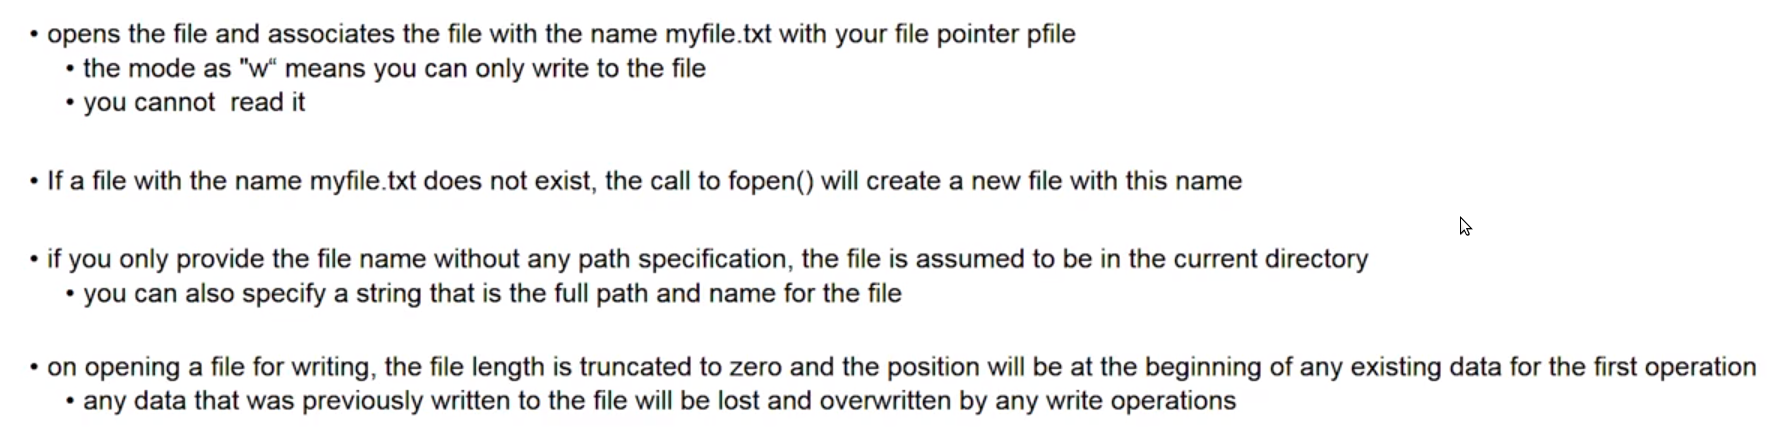 • opens the file and associates the file with the name myfile.txt with your file pointer pfile
• the mode as "w“ means you can only write to the file
• you cannot  read it
• If a file with the name myfile.txt does not exist, the call to fopen() will create a new file with this name
• if you only provide the file name without any path specification, the file is assumed to be in the current directory
• you can also specify a string that is the full path and name for the file
• on opening a file for writing, the file length is truncated to zero and the position will be at the beginning of any existing data for the first operation
• any data that was previously written to the file will be lost and overwritten by any write operations